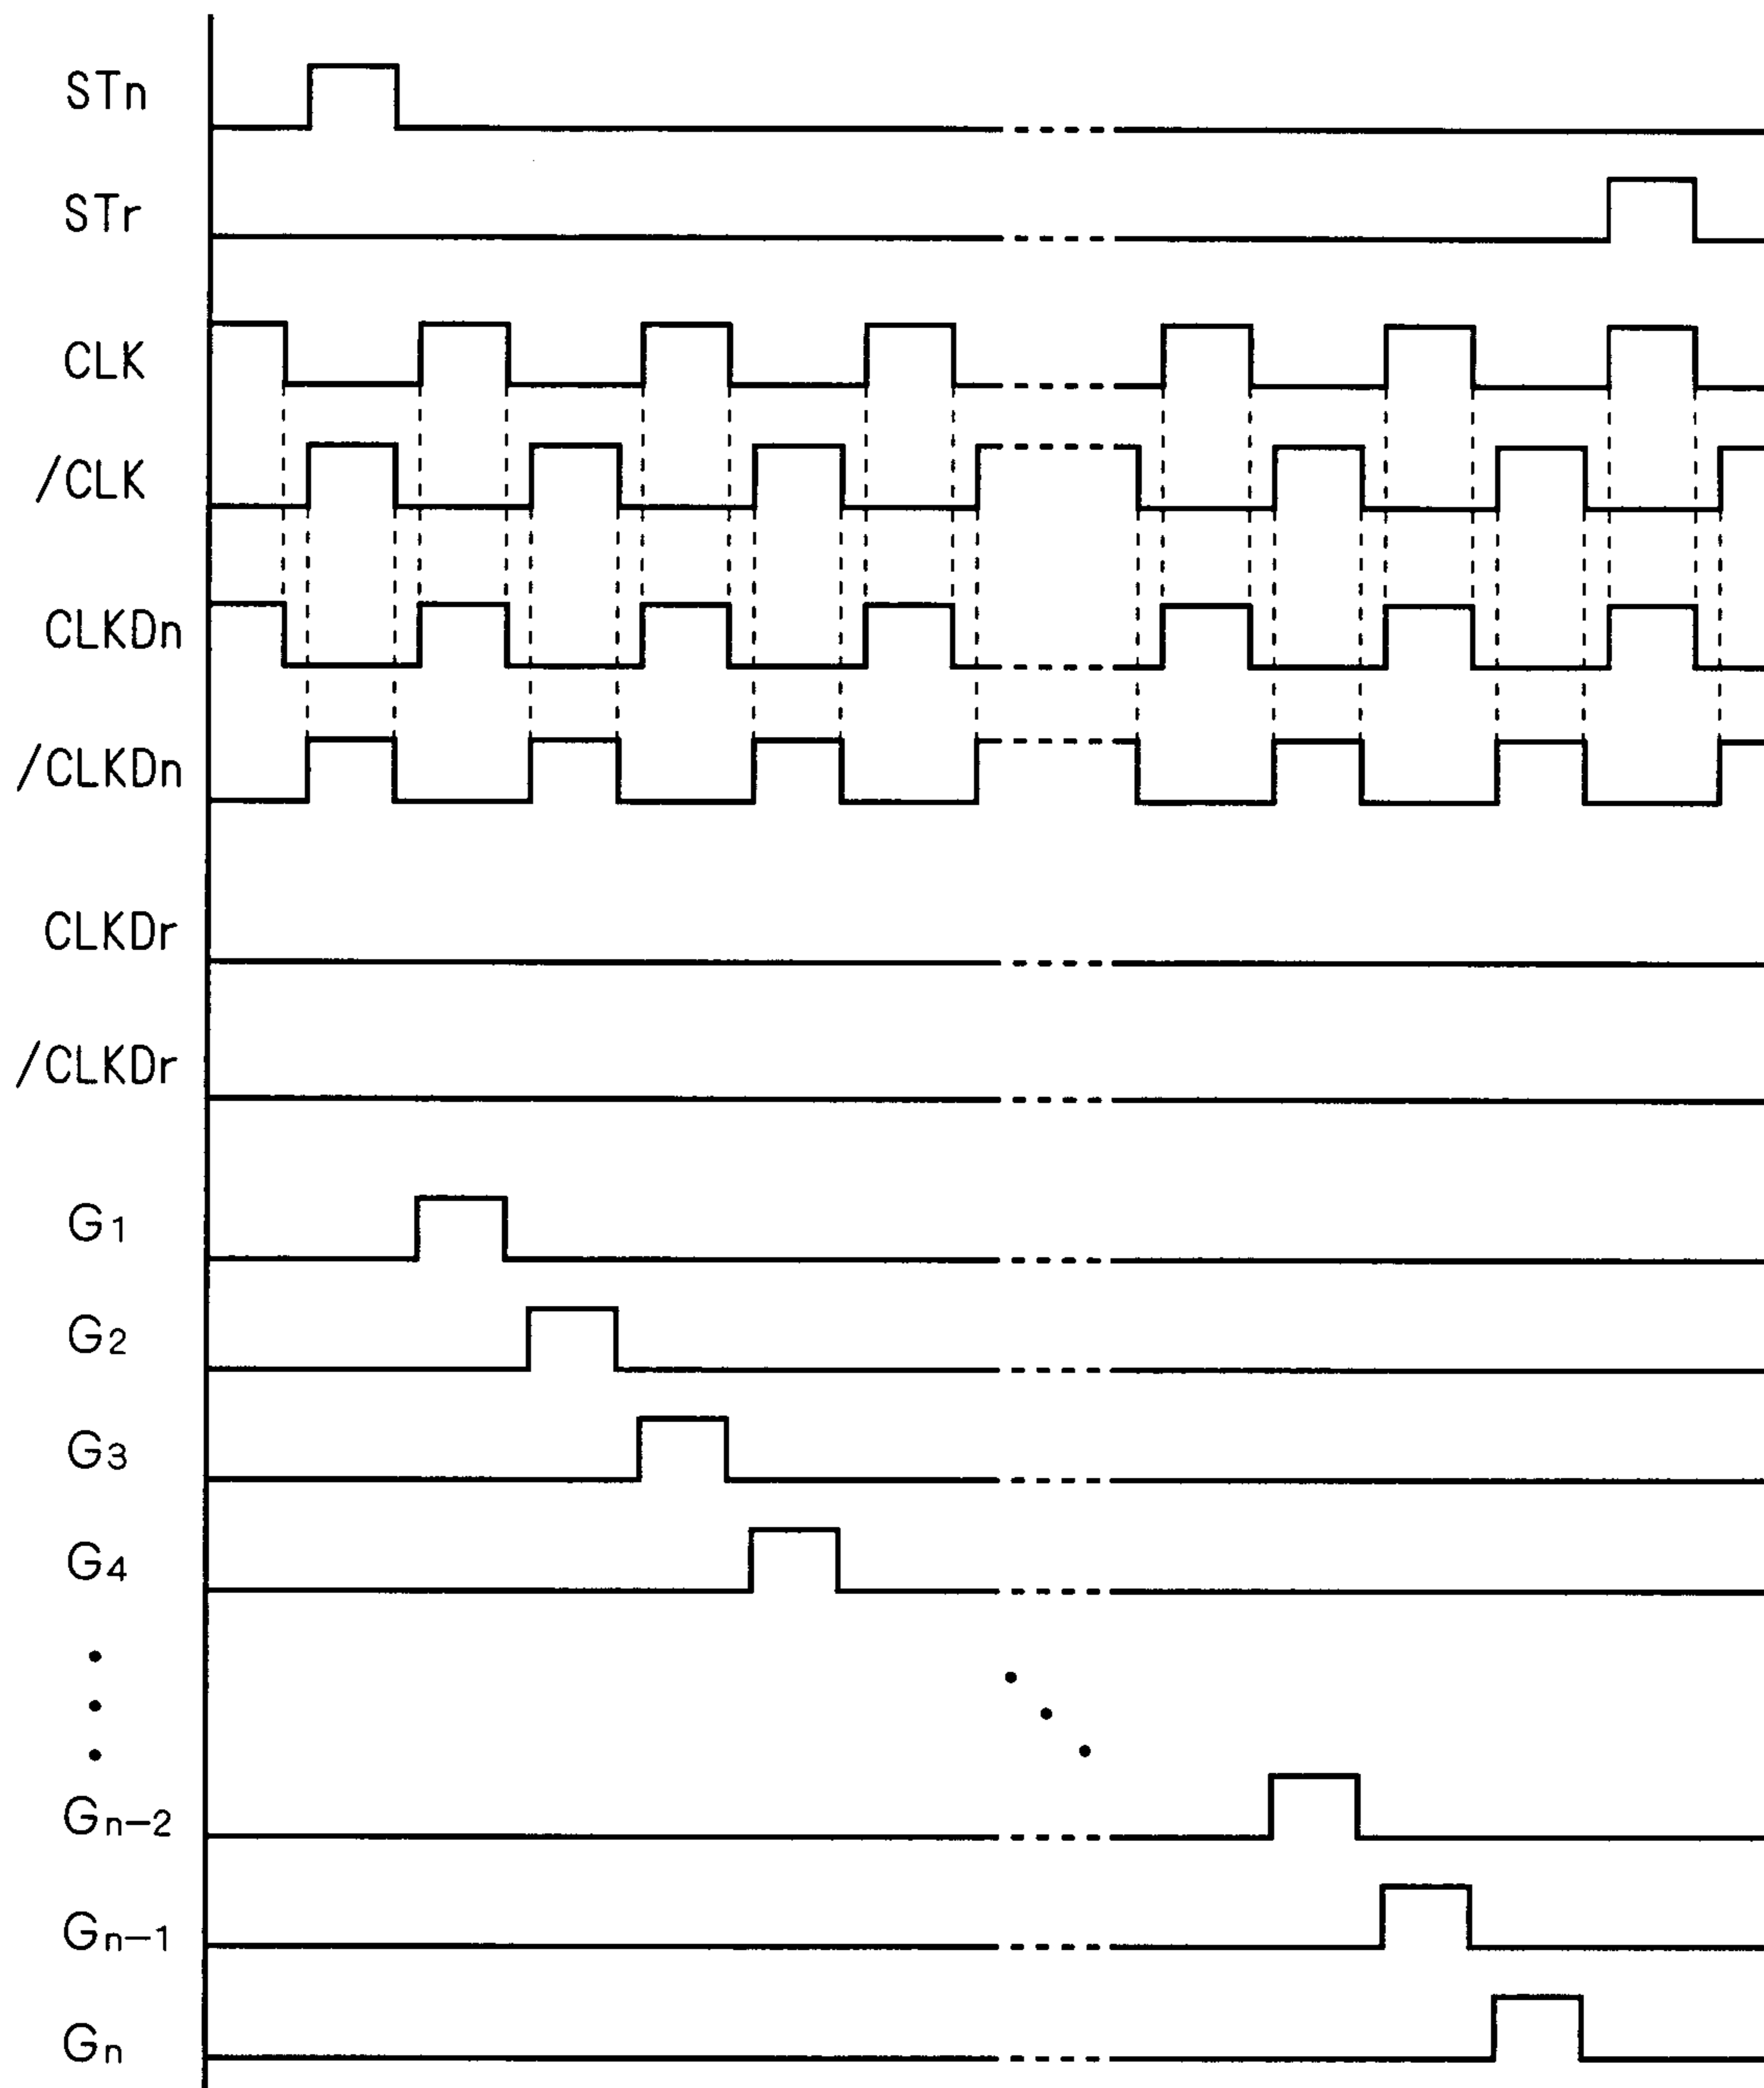 STn
STr
CLK
/CLK
CLKDn
/CLKDn
CLKDr
/CLKDr
G1
G2
G3
G4
Gn-2
Gn-1
Gn